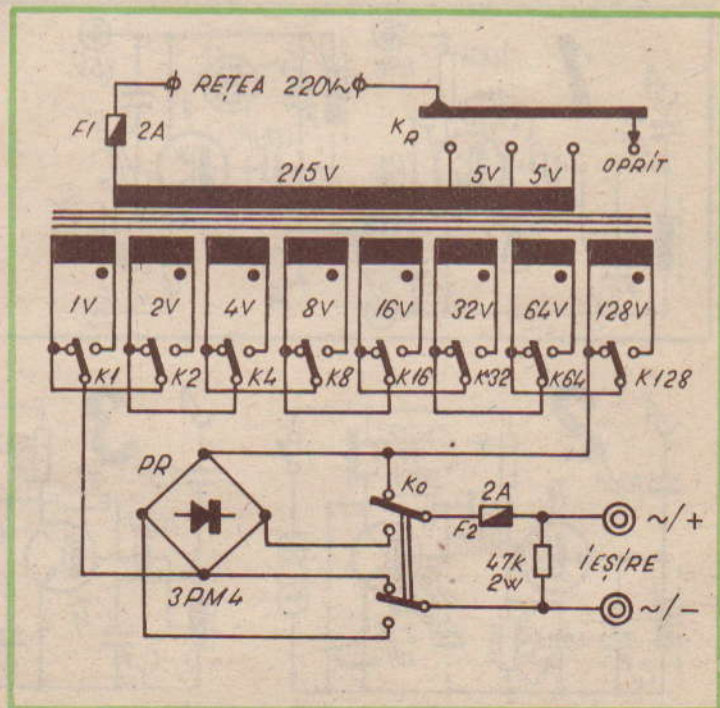 REȚEA 220V~
F1 2A
KR
OPRIT
215V 5V 5V
1V 2V 4V 8V 16V 32V 64V 128V
K1 K2 K4 K8 K16 K32 K64 K128
PR
K0
2A
F2
~/+
47K
2W
IEȘIRE
3PM4
~/-